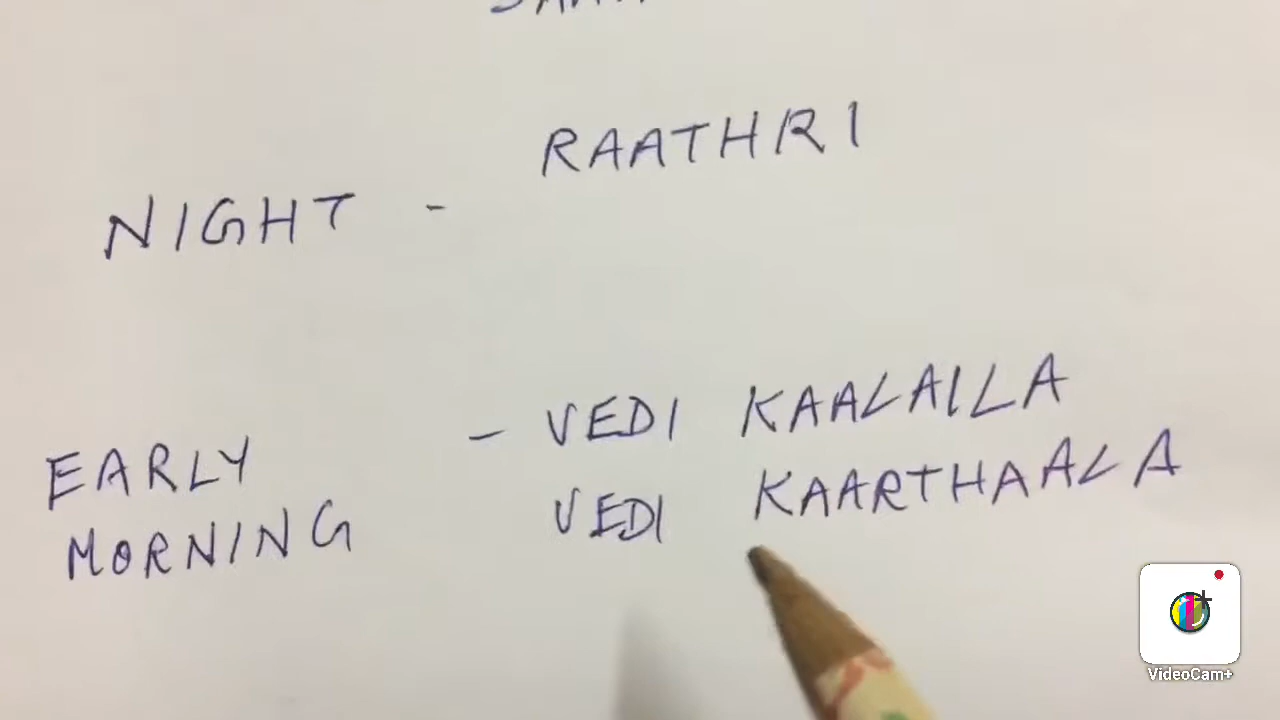 RAATHRI
NIGHT -
- VEDI KAALAILA
EARLY
VEDI KAARTHAALA
MORNING
VideoCam+